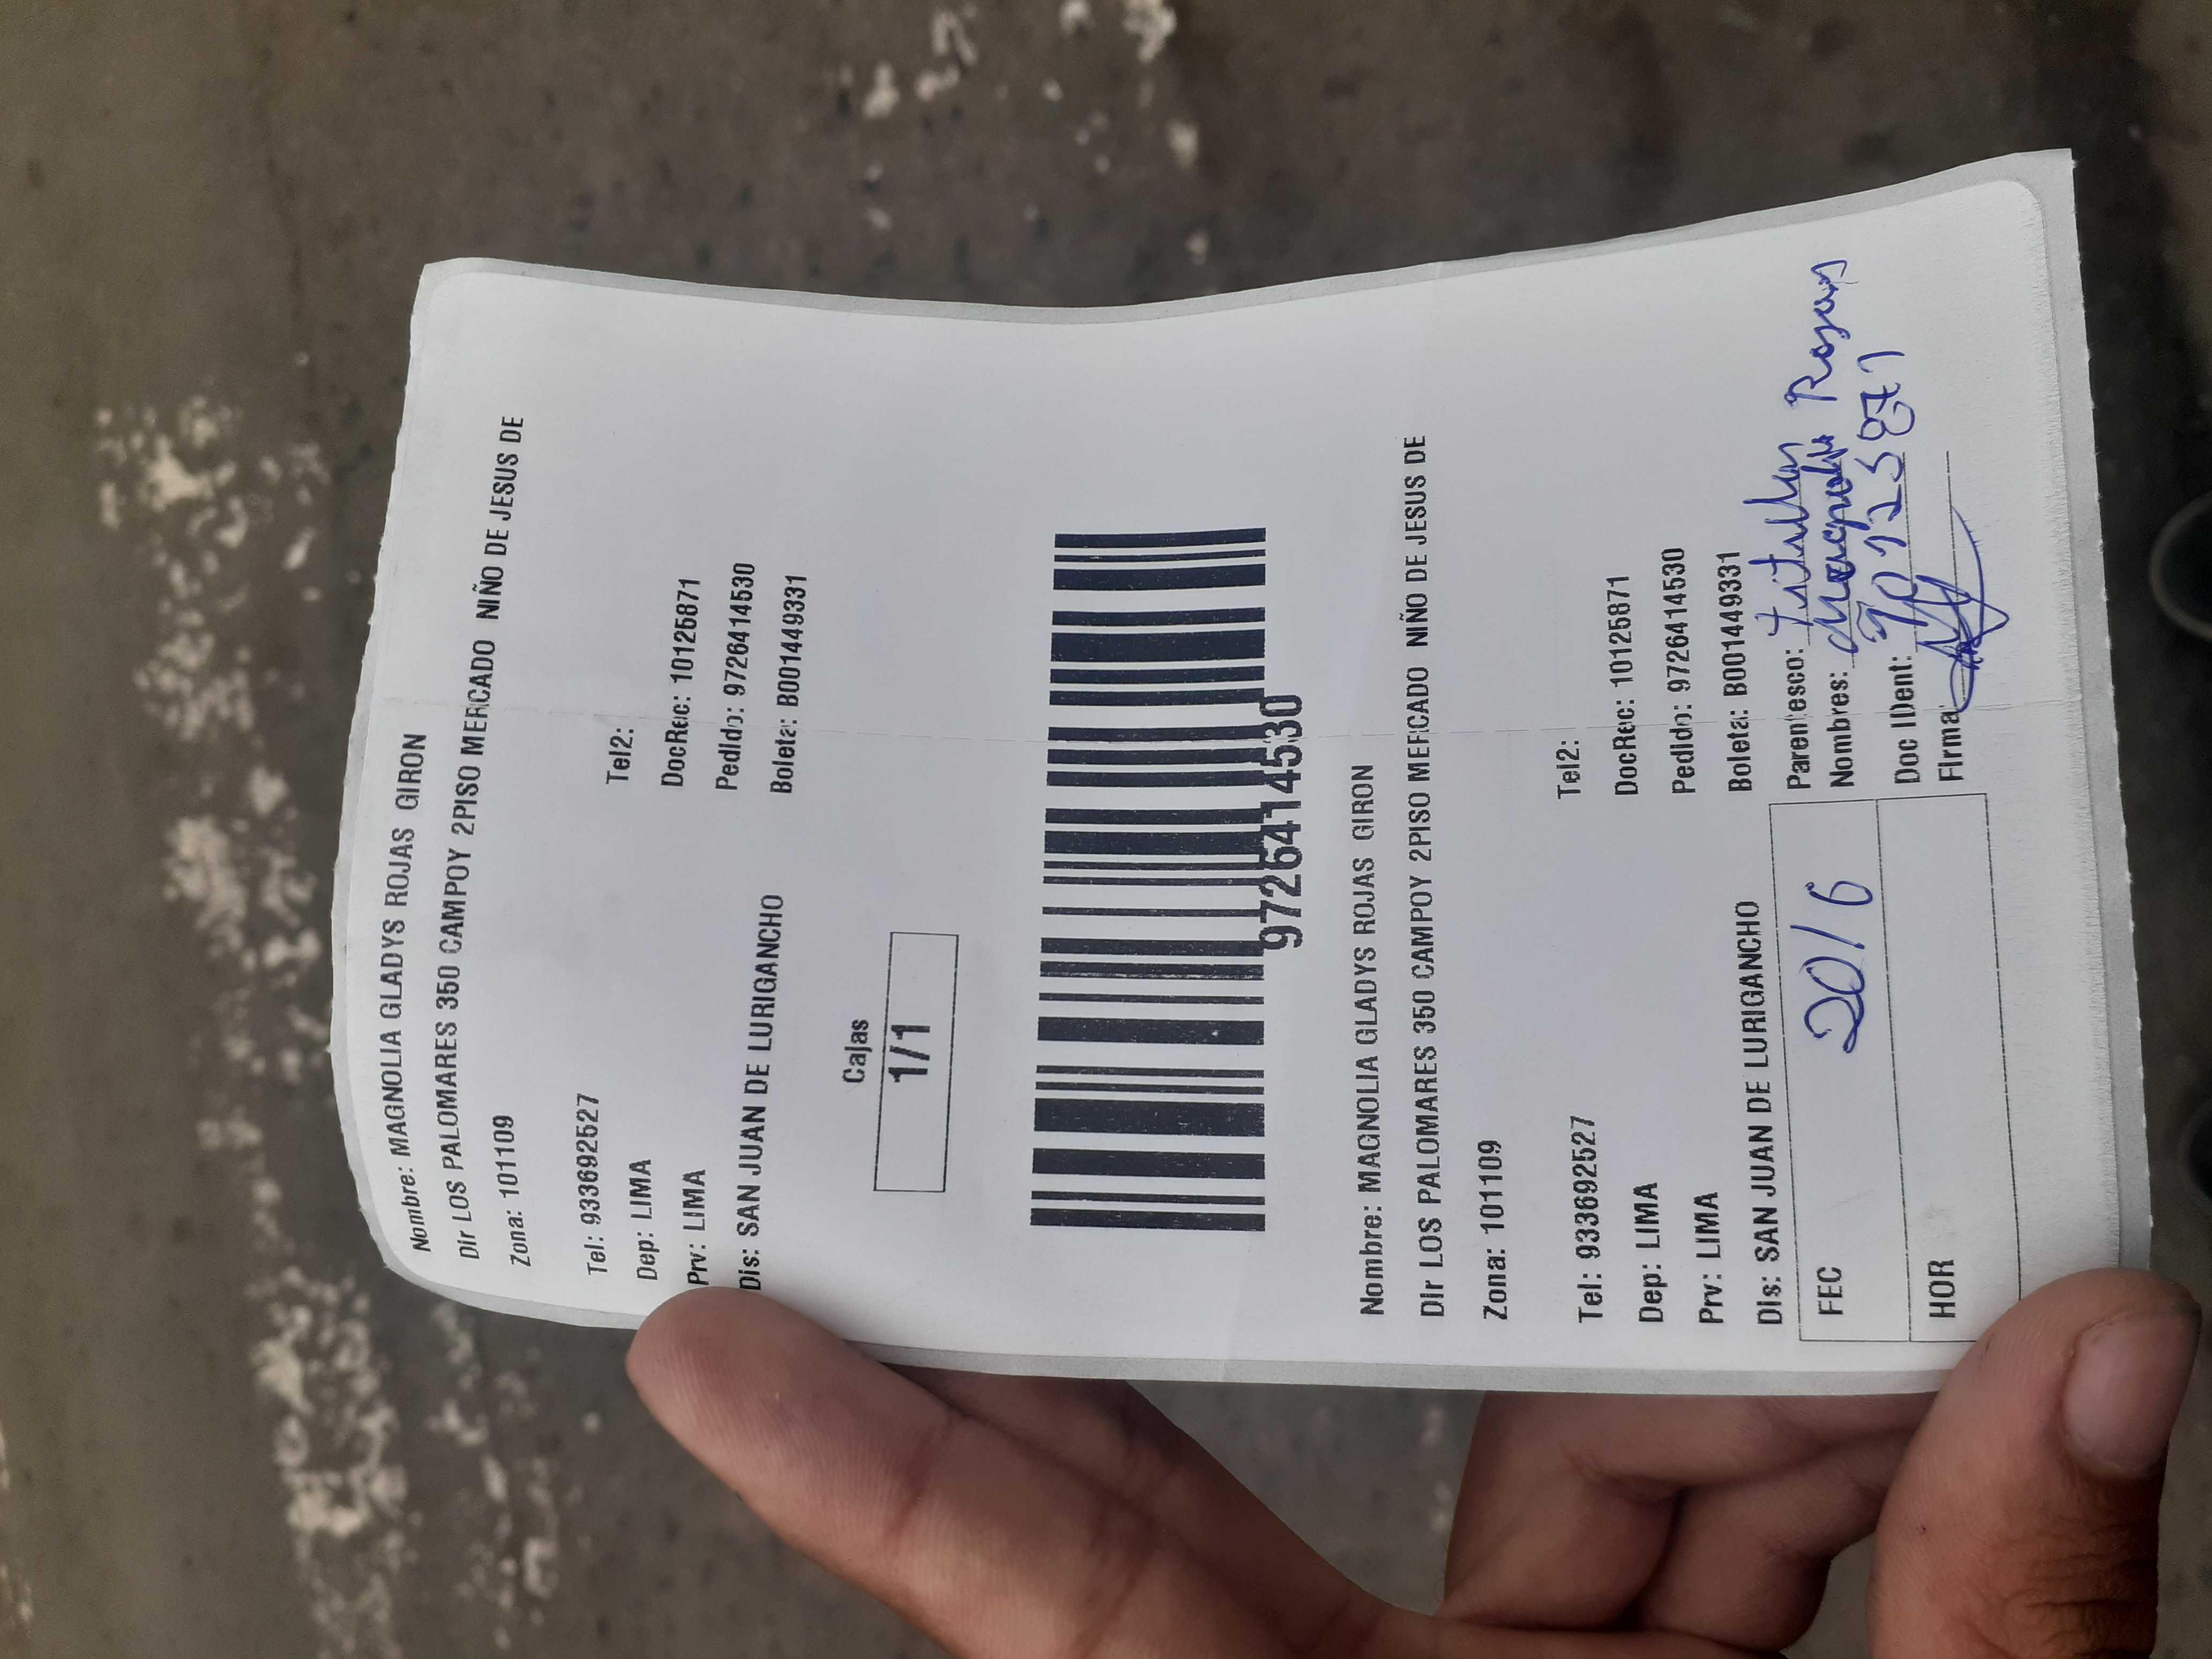 Nombre: MAGNOLIA GLADYS ROJAS GIRON
Dir LOS PALOMARES 350 CAMPOY 2PISO MERCADO NIÑO DE JESUS DE
Zona: 101109
Tel: 933692527 Tel2:
Dep: LIMA DocRec: 10125871
Prv: LIMA Pedido: 9726414530
Dis: SAN JUAN DE LURIGANCHO Boleta: B001449331
Cajas
1/1
9726414530
Nombre: MAGNOLIA GLADYS ROJAS GIRON
Dir LOS PALOMARES 350 CAMPOY 2PISO MERCADO NIÑO DE JESUS DE
Zona: 101109
Tel: 933692527 Tel2:
Dep: LIMA DocRec: 10125871
Prv: LIMA Pedido: 9726414530
Dis: SAN JUAN DE LURIGANCHO Boleta: B001449331
FEC 20/6 Parentesco: Titular
Nombres: Magnolia Rojas
HOR Doc IDent: 10125871
Firma